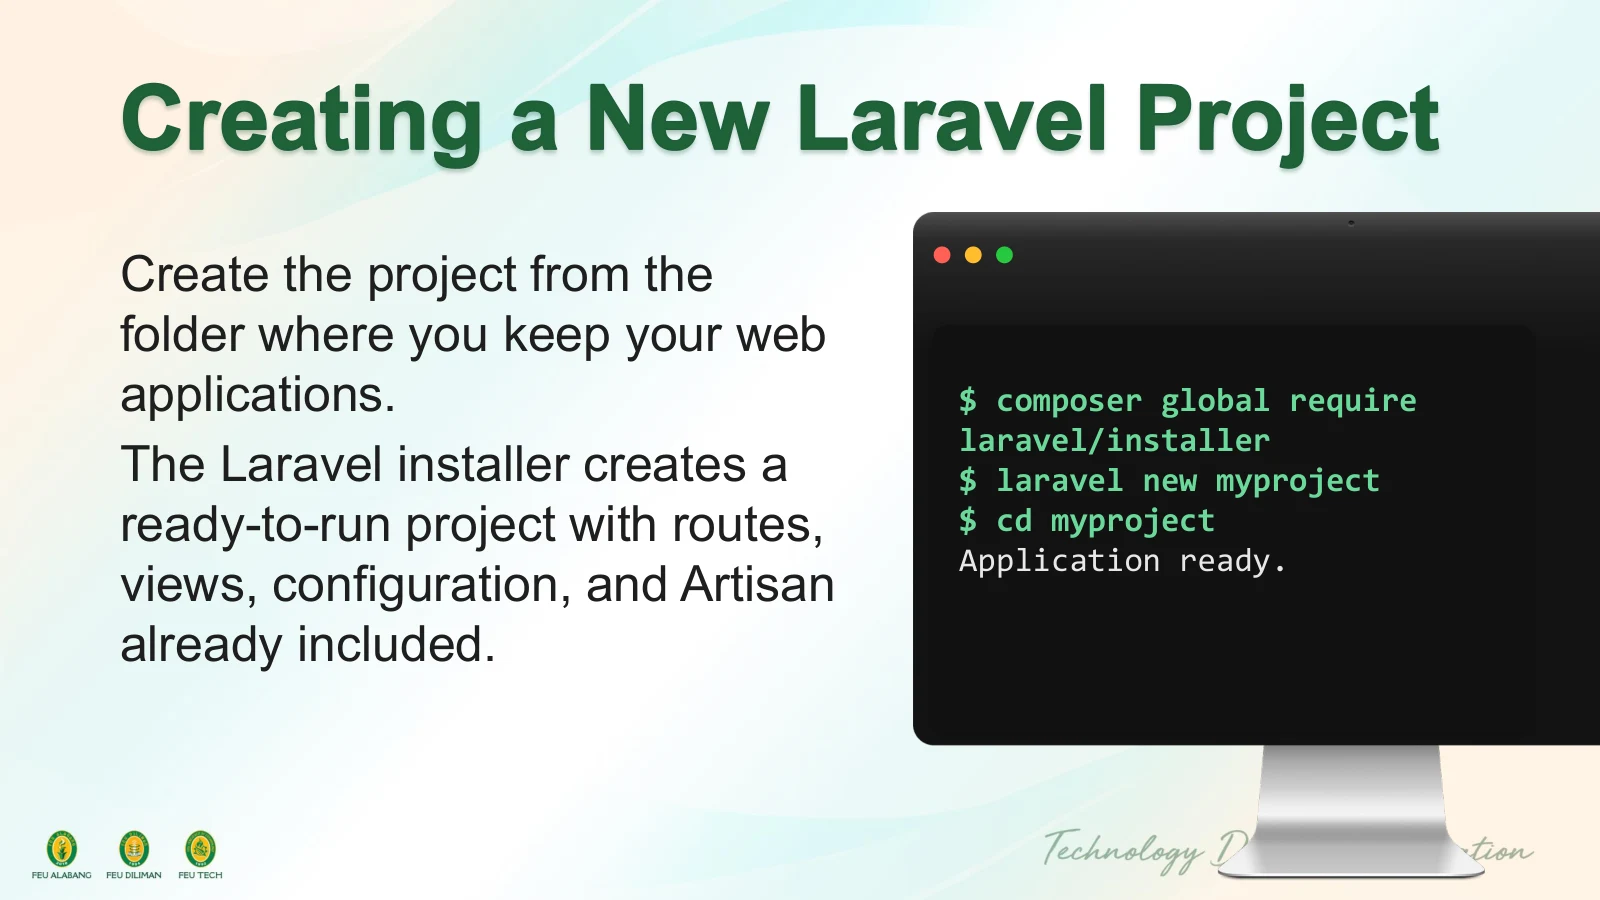 Creating a New Laravel Project
Create the project from the
folder where you keep your web
applications.
The Laravel installer creates a
ready-to-run project with routes,
views, configuration, and Artisan
already included.
$ composer global require
laravel/installer
$ laravel new myproject
$ cd myproject
Application ready.
FEU ALABANG
FEU DILIMAN
FEU TECH
Technology